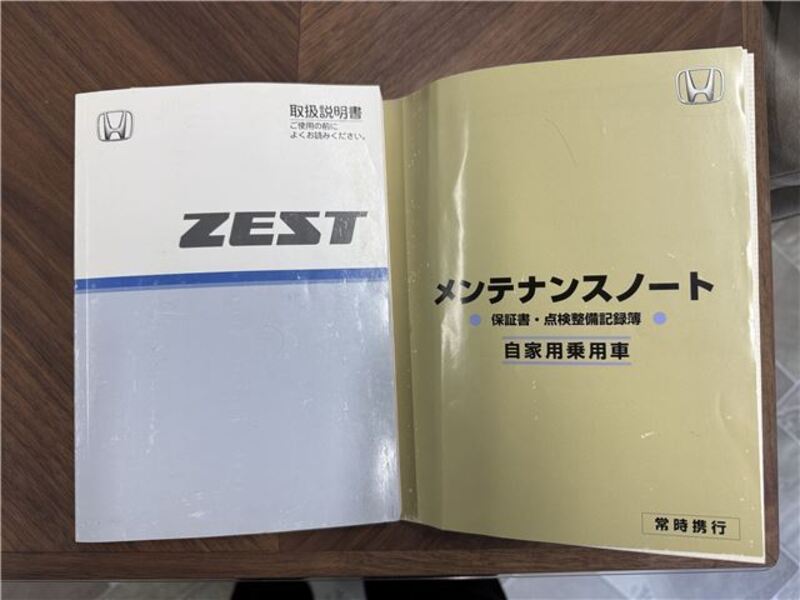 取扱説明書
ご使用の前に
よくお読みください。
ZEST
メンテナンスノート
保証書・点検整備記録簿
自家用乗用車
常時携行